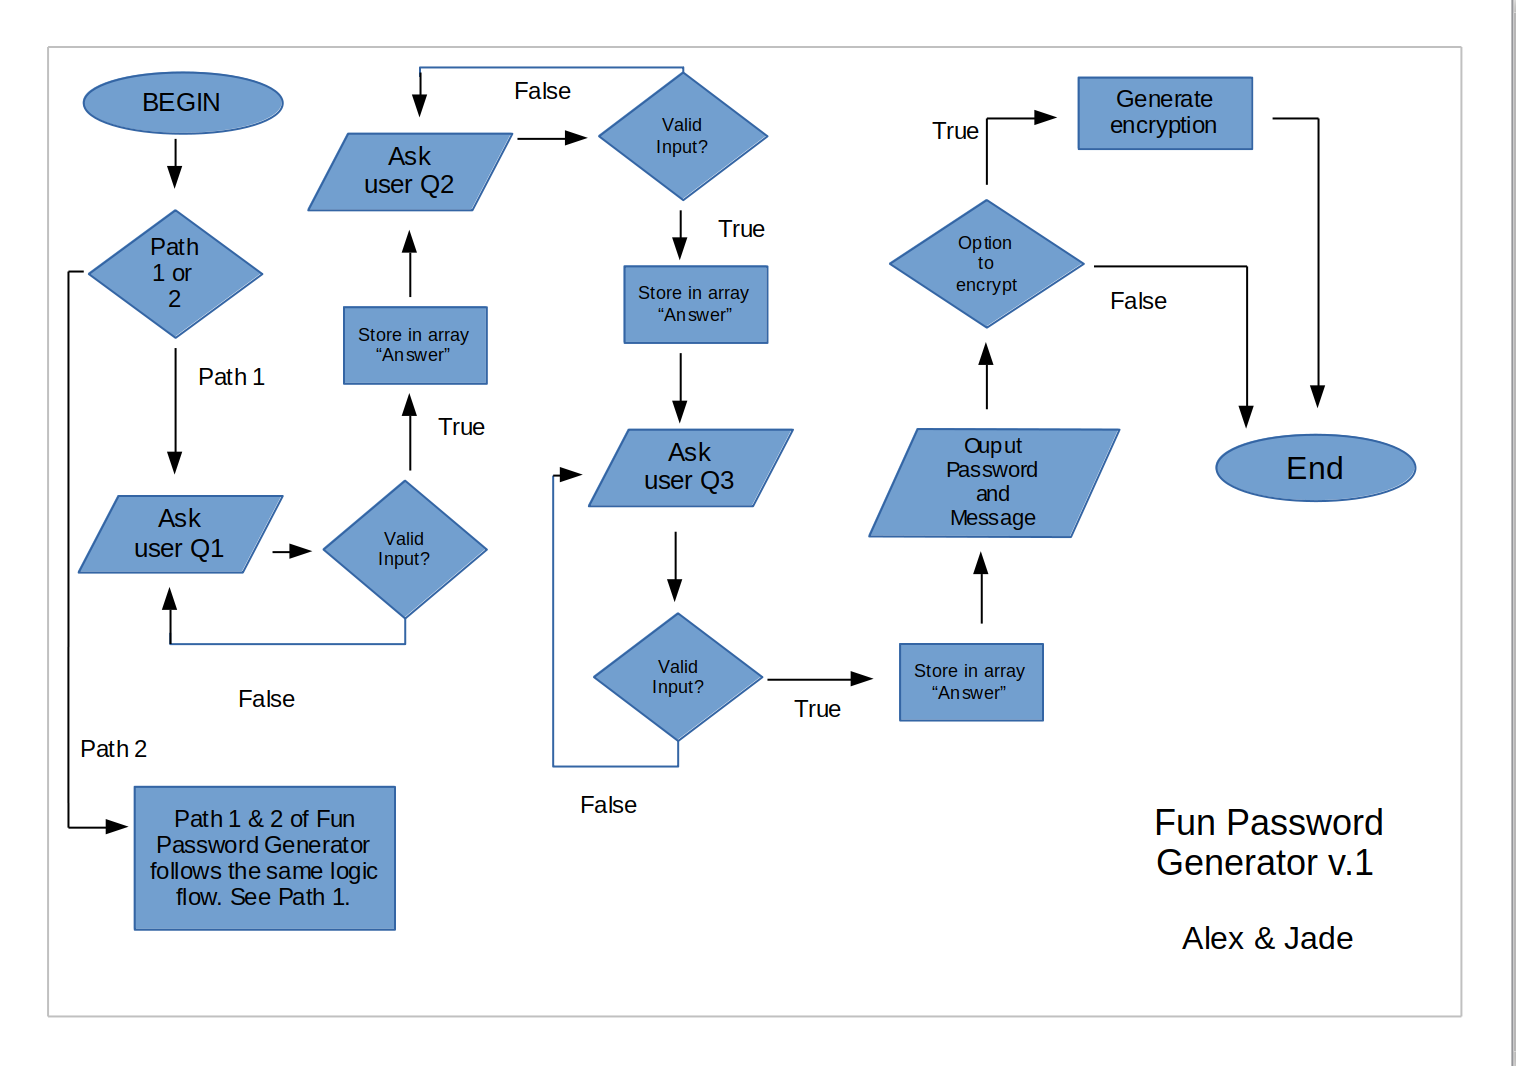 BEGIN
Path
1 or
2
Path 1
Ask
user Q1
Valid
Input?
False
True
Store in array
“Answer”
Ask
user Q2
False
Valid
Input?
True
Store in array
“Answer”
Ask
user Q3
Valid
Input?
False
True
Store in array
“Answer”
Ouput
Password
and
Message
Option
to
encrypt
True
False
Generate
encryption
End
Path 2
Path 1 & 2 of Fun
Password Generator
follows the same logic
flow. See Path 1.
Fun Password
Generator v.1
Alex & Jade